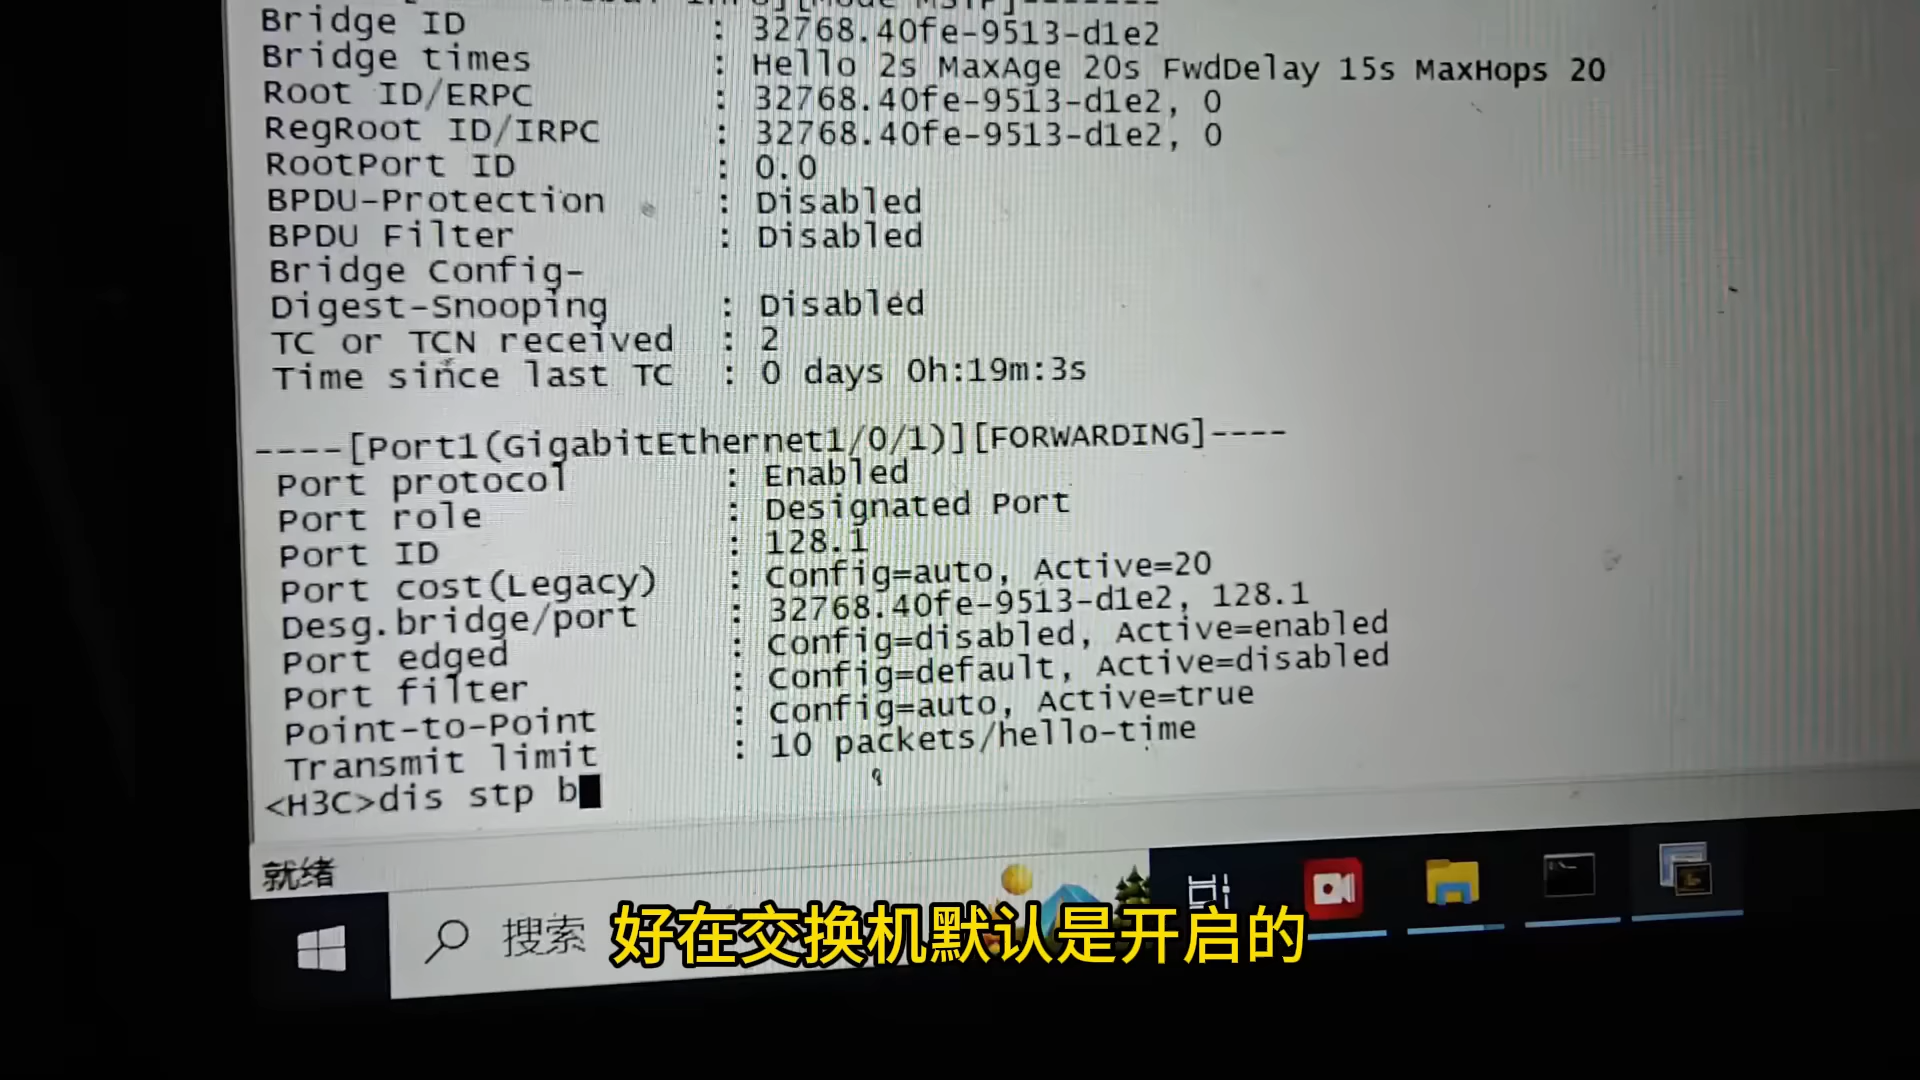 Bridge ID : 32768.40fe-9513-d1e2
Bridge times : Hello 2s MaxAge 20s FwdDelay 15s MaxHops 20
Root ID/ERPC : 32768.40fe-9513-d1e2, 0
RegRoot ID/IRPC : 32768.40fe-9513-d1e2, 0
RootPort ID : 0.0
BPDU-Protection : Disabled
BPDU Filter : Disabled
Bridge Config-
Digest-Snooping : Disabled
TC or TCN received : 2
Time since last TC : 0 days 0h:19m:3s
----[Port1(GigabitEthernet1/0/1)][FORWARDING]----
Port protocol : Enabled
Port role : Designated Port
Port ID : 128.1
Port cost(Legacy) : Config=auto, Active=20
Desg.bridge/port : 32768.40fe-9513-d1e2, 128.1
Port edged : Config=disabled, Active=enabled
Port filter : Config=default, Active=disabled
Point-to-Point : Config=auto, Active=true
Transmit limit : 10 packets/hello-time
<H3C>dis stp b
就绪
搜索
好在交换机默认是开启的